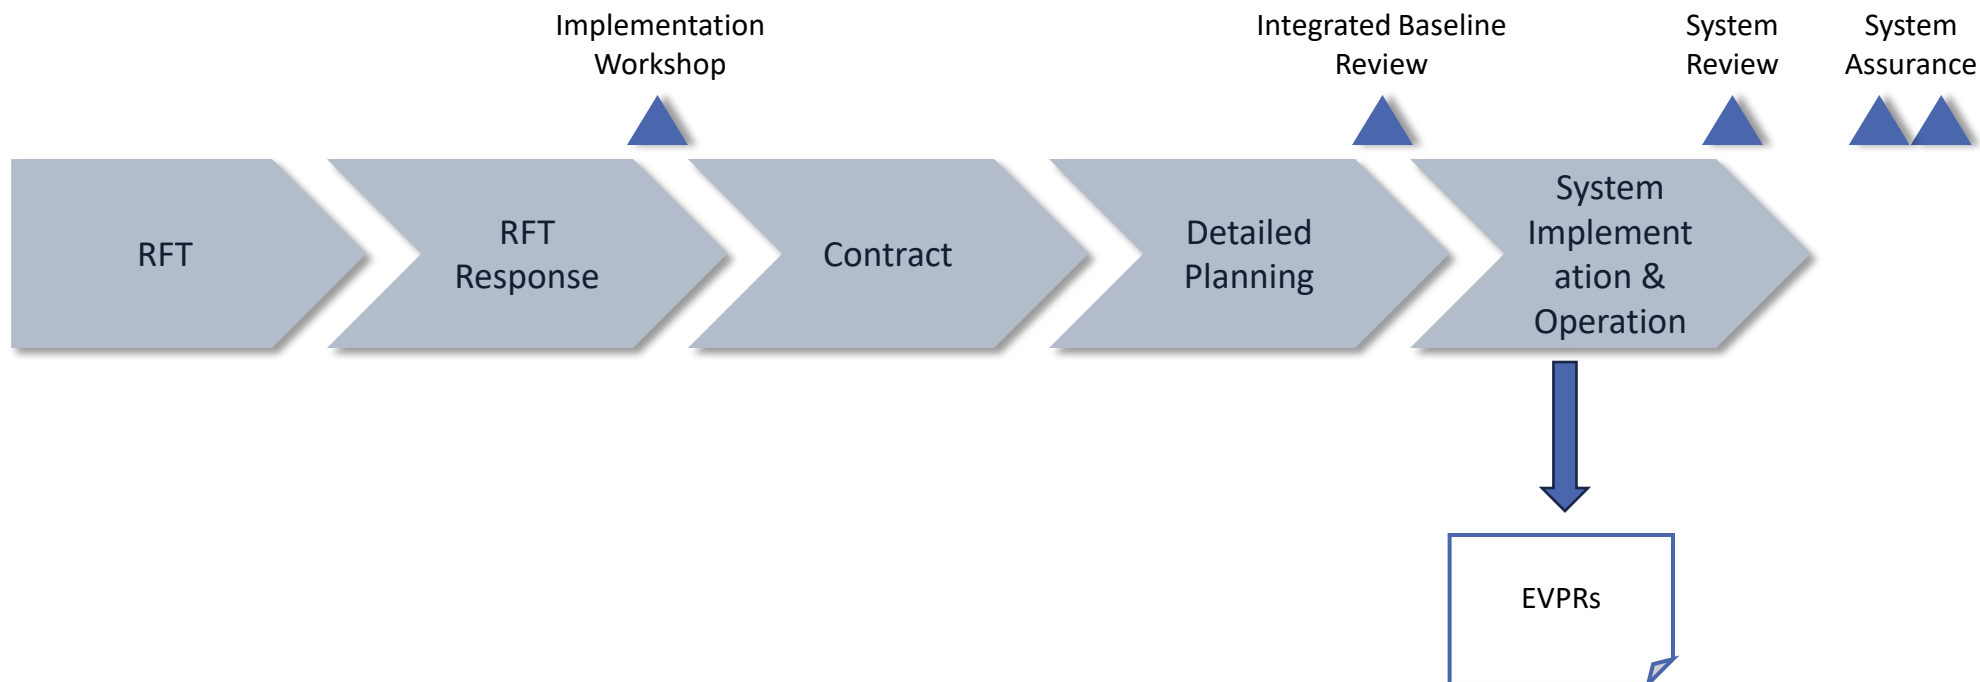 Implementation
Workshop
Integrated Baseline
Review
System
Review
System
Assurance
RFT
RFT
Response
Contract
Detailed
Planning
System
Implement
ation &
Operation
EVPRs